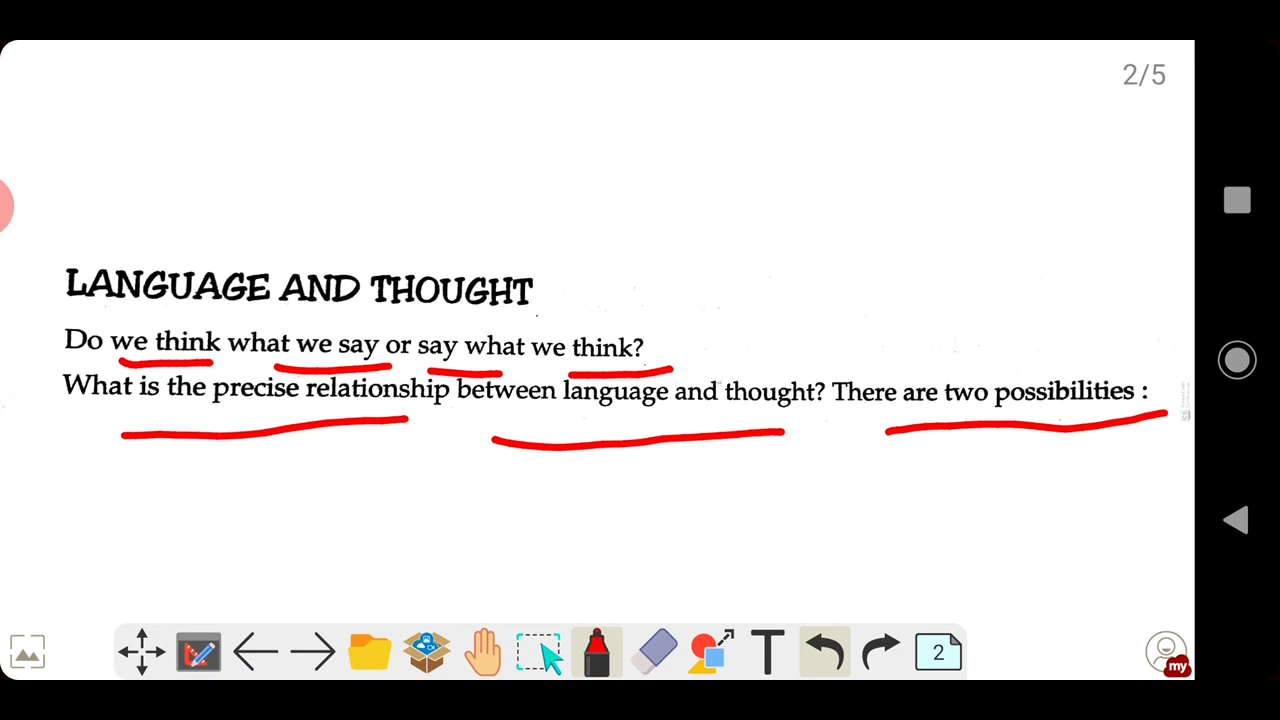 2/5
LANGUAGE AND THOUGHT
Do we think what we say or say what we think?
What is the precise relationship between language and thought? There are two possibilities :
T
2
my